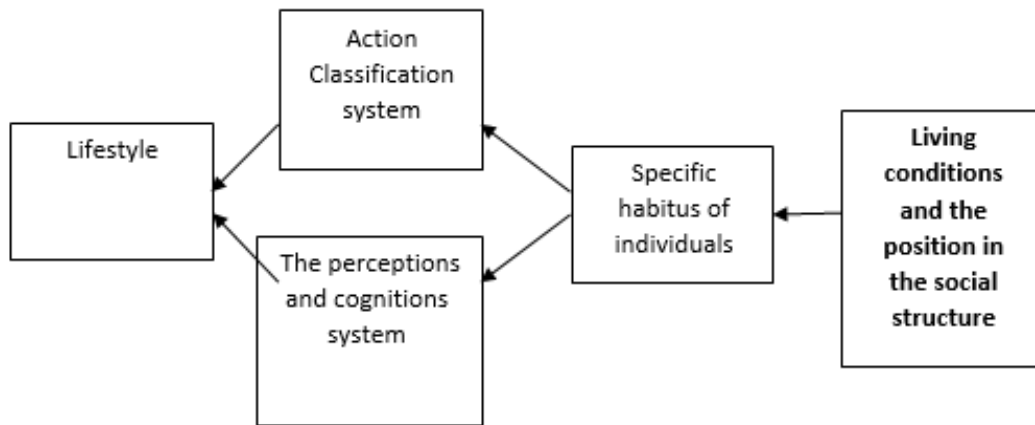 Action
Classification
system
Lifestyle
The perceptions
and cognitions
system
Specific
habitus of
individuals
Living
conditions
and the
position in
the social
structure